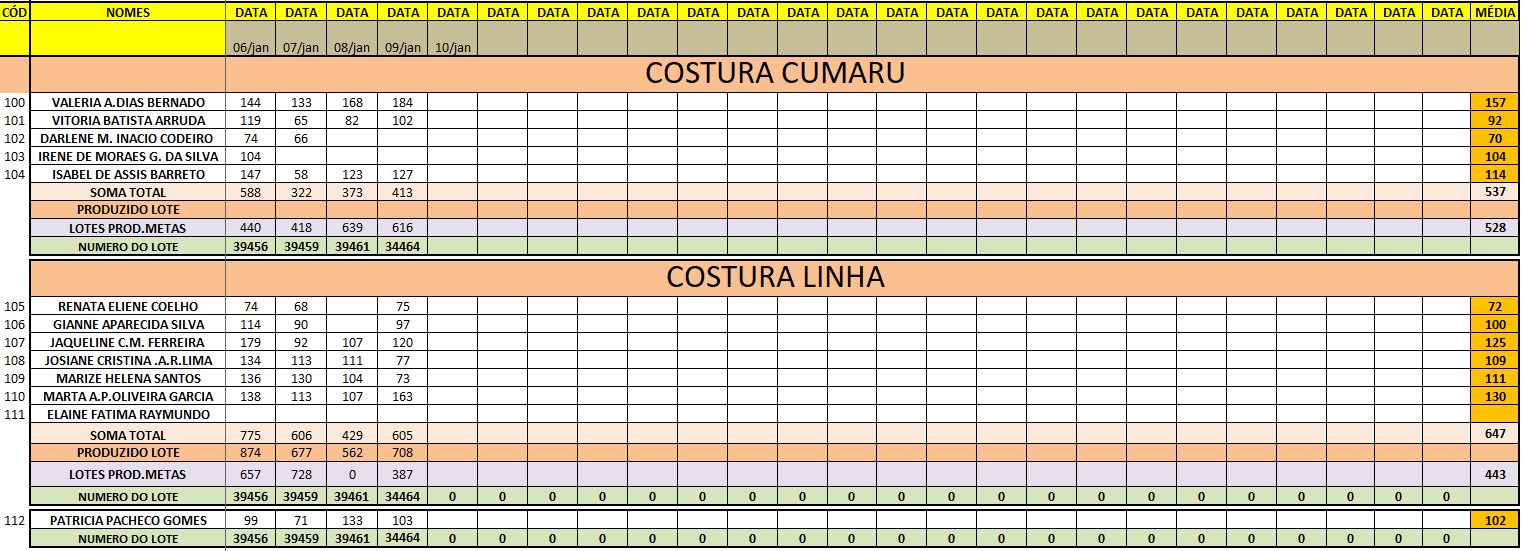 CÓD NOMES DATA DATA DATA DATA DATA DATA DATA DATA DATA DATA DATA DATA DATA DATA DATA DATA DATA DATA DATA DATA DATA DATA DATA DATA DATA MÉDIA
06/jan 07/jan 08/jan 09/jan 10/jan
COSTURA CUMARU
100 VALERIA A.DIAS BERNADO 144 133 168 184 157
101 VITORIA BATISTA ARRUDA 119 65 82 102 92
102 DARLENE M. INACIO CODEIRO 74 66 70
103 IRENE DE MORAES G. DA SILVA 104 104
104 ISABEL DE ASSIS BARRETO 147 58 123 127 114
SOMA TOTAL 588 322 373 413 537
PRODUZIDO LOTE
LOTES PROD.METAS 440 418 639 616 528
NUMERO DO LOTE 39456 39459 39461 34464
COSTURA LINHA
105 RENATA ELIENE COELHO 74 68 75 72
106 GIANNE APARECIDA SILVA 114 90 97 100
107 JAQUELINE C.M. FERREIRA 179 92 107 120 125
108 JOSIANE CRISTINA .A.R.LIMA 134 113 111 77 109
109 MARIZE HELENA SANTOS 136 130 104 73 111
110 MARTA A.P.OLIVEIRA GARCIA 138 113 107 163 130
111 ELAINE FATIMA RAYMUNDO
SOMA TOTAL 775 606 429 605 647
PRODUZIDO LOTE 874 677 562 708
LOTES PROD.METAS 657 728 0 387 443
NUMERO DO LOTE 39456 39459 39461 34464 0 0 0 0 0 0 0 0 0 0 0 0 0 0 0 0 0 0 0 0 0
112 PATRICIA PACHECO GOMES 99 71 133 103 102
NUMERO DO LOTE 39456 39459 39461 34464 0 0 0 0 0 0 0 0 0 0 0 0 0 0 0 0 0 0 0 0 0